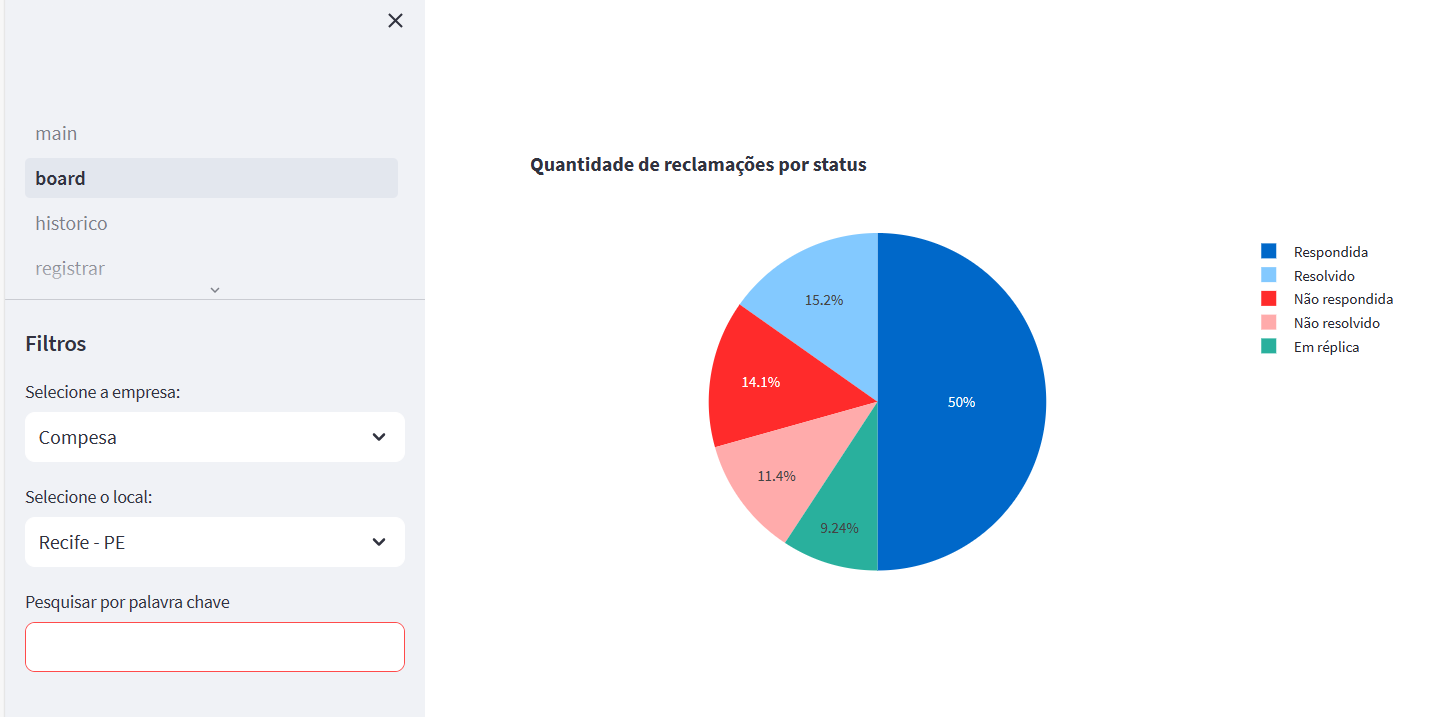 main
board
historico
registrar
Filtros
Selecione a empresa:
Compesa
Selecione o local:
Recife - PE
Pesquisar por palavra chave
Quantidade de reclamações por status
15.2%
14.1%
50%
11.4%
9.24%
Respondida
Resolvido
Não respondida
Não resolvido
Em réplica